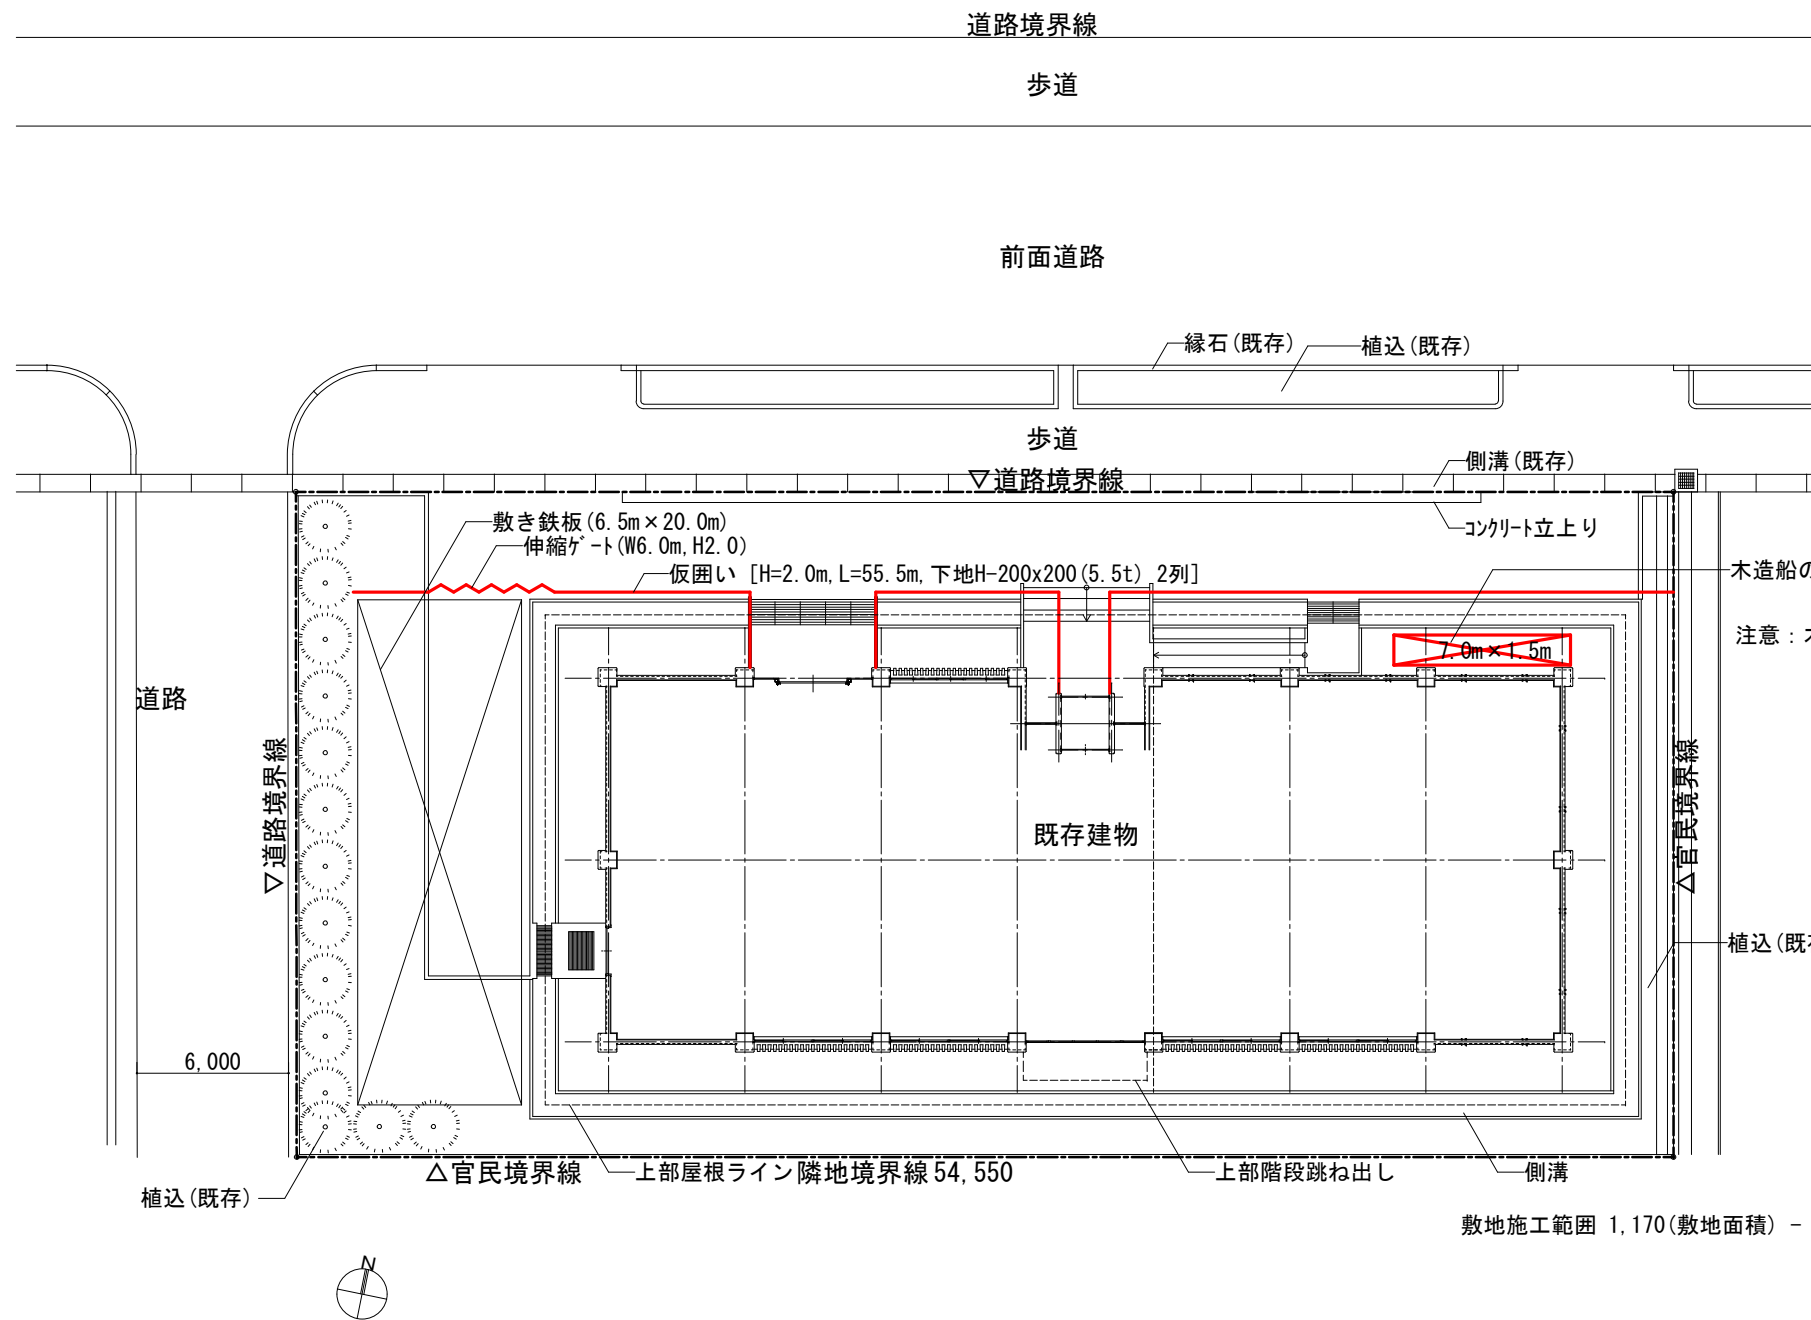 道路境界線
歩道
前面道路
縁石(既存)
植込(既存)
歩道
側溝(既存)
▽道路境界線
敷き鉄板(6.5m×20.0m)
コンクリート立上り
伸縮ゲート(W6.0m,H2.0)
仮囲い [H=2.0m,L=55.5m,下地H-200x200(5.5t) 2列]
木造船の
注意：
7.0m×1.5m
道路
▽道路境界線
△官民境界線
既存建物
植込(既
6,000
△官民境界線
上部屋根ライン
隣地境界線54,550
上部階段跳ね出し
側溝
植込(既存)
敷地施工範囲 1,170(敷地面積) －
N